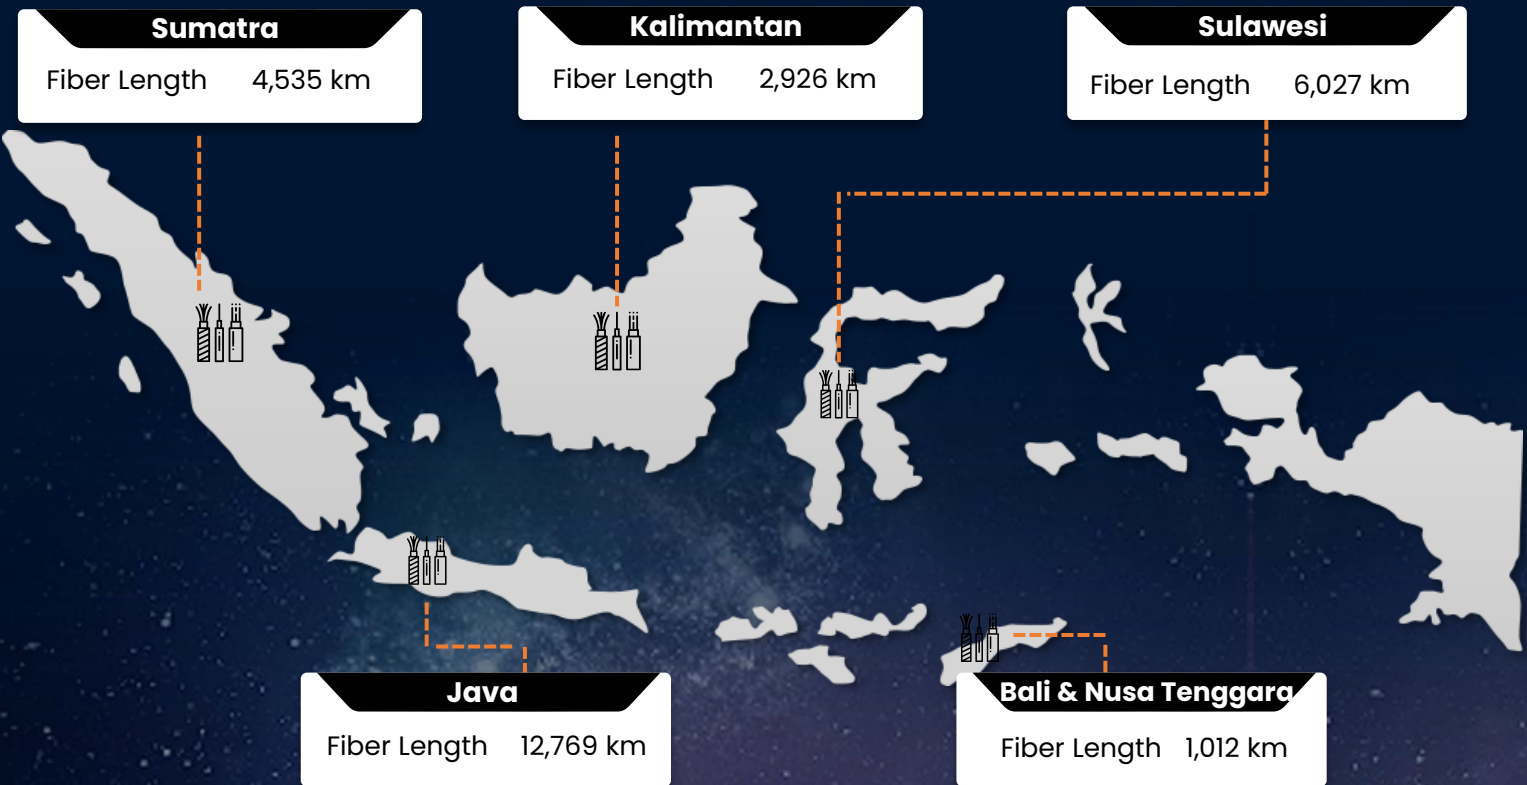 Sumatra
Fiber Length 4,535 km
Kalimantan
Fiber Length 2,926 km
Sulawesi
Fiber Length 6,027 km
Java
Fiber Length 12,769 km
Bali & Nusa Tenggara
Fiber Length 1,012 km